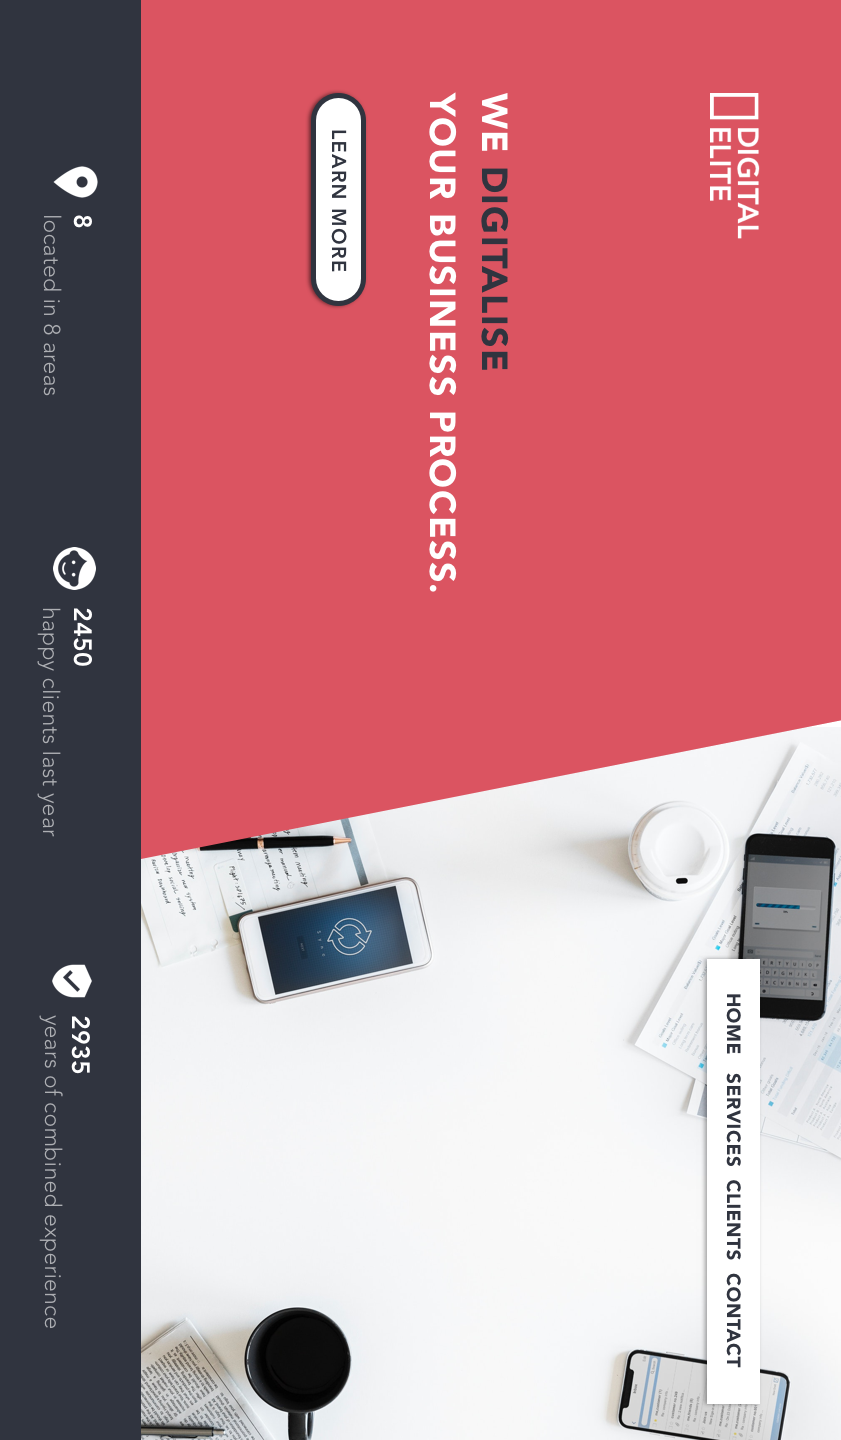 DIGITAL
ELITE
HOME SERVICES CLIENTS CONTACT
WE DIGITALISE
YOUR BUSINESS PROCESS.
LEARN MORE
8
located in 8 areas
2450
happy clients last year
2935
years of combined experience